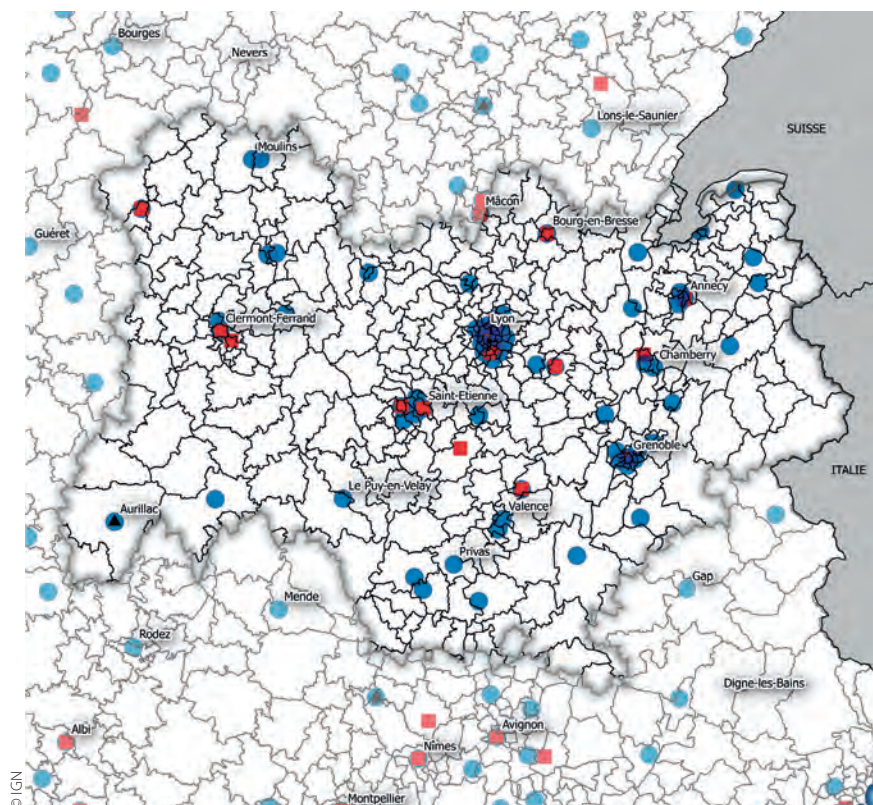 Bourges
Nevers
Lons-le-Saunier
SUISSE
Moulins
Mâcon
Bourg-en-Bresse
Guéret
Annecy
Clermont-Ferrand
Lyon
Chamberry
Saint-Etienne
Grenoble
ITALIE
Le Puy-en-Velay
Aurillac
Valence
Privas
Gap
Mende
Rodez
Digne-les-Bains
Albi
Avignon
Nîmes
Montpellier
© IGN